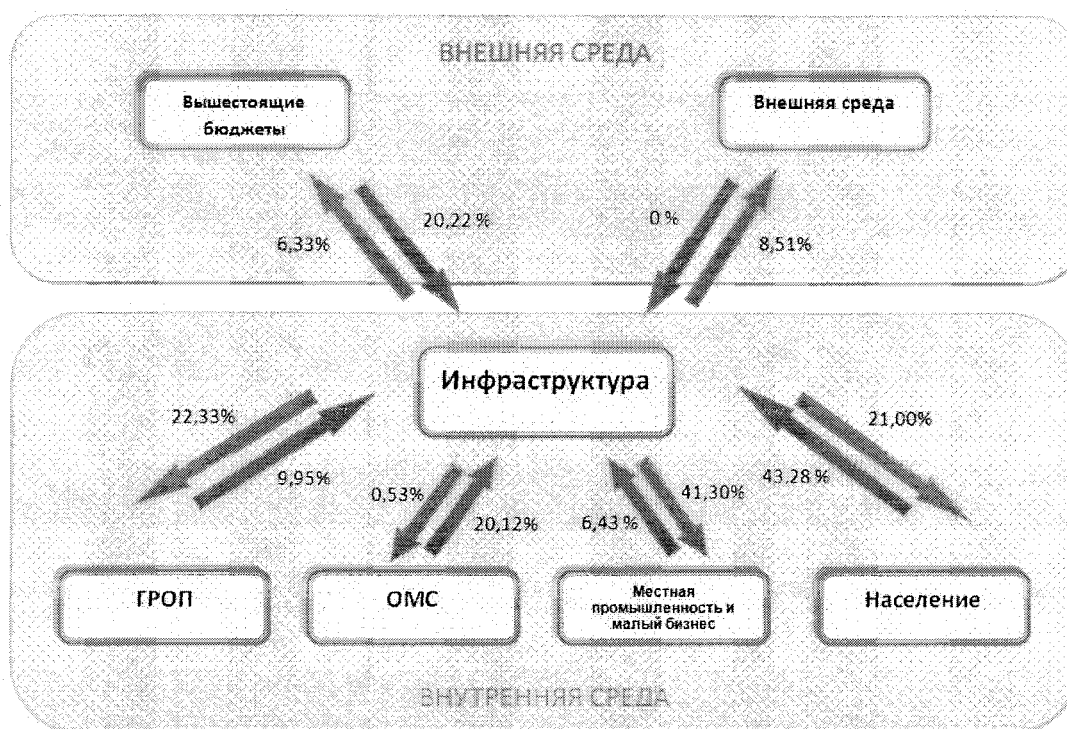 ВНЕШНЯЯ СРЕДА
Вышестоящие
бюджеты
Внешняя среда
6,33%
20,22 %
0 %
8,51%
Инфраструктура
22,33%
9,95%
0,53%
20,12%
6,43 %
41,30%
43.28 %
21,00%
ГРОП
ОМС
Местная
промышленность и
малый бизнес
Население
ВНУТРЕННЯЯ СРЕДА